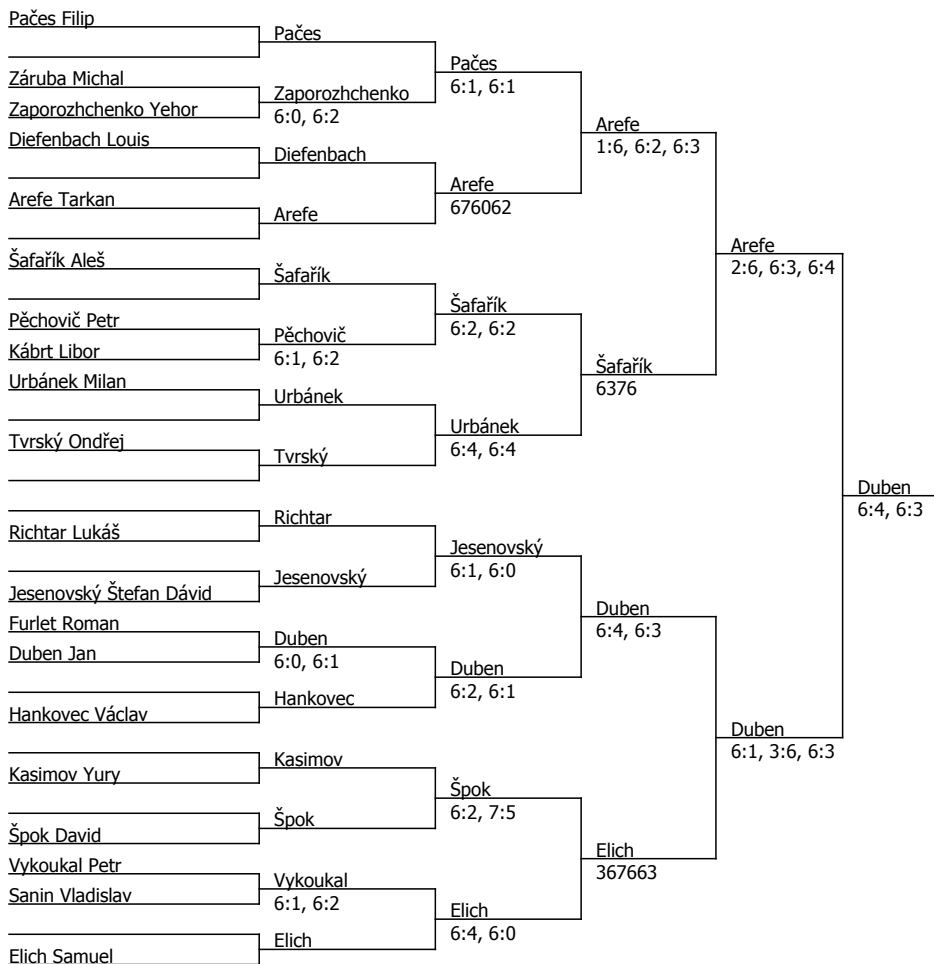 Pačes Filip
Pačes
Pačes
6:1, 6:1
Záruba Michal
Zaporozhchenko
Zaporozhchenko Yehor
6:0, 6:2
Arefe
1:6, 6:2, 6:3
Diefenbach Louis
Diefenbach
Arefe
676062
Arefe Tarkan
Arefe
Arefe
2:6, 6:3, 6:4
Šafařík Aleš
Šafařík
Šafařík
6:2, 6:2
Pěchovič Petr
Pěchovič
Kábrt Libor
6:1, 6:2
Šafařík
6376
Urbánek Milan
Urbánek
Urbánek
6:4, 6:4
Tvrský Ondřej
Tvrský
Duben
6:4, 6:3
Richtar
Richtar Lukáš
Jesenovský
6:1, 6:0
Jesenovský
Jesenovský Štefan Dávid
Duben
6:4, 6:3
Furlet Roman
Duben
Duben Jan
6:0, 6:1
Duben
6:2, 6:1
Hankovec
Hankovec Václav
Duben
6:1, 3:6, 6:3
Kasimov
Kasimov Yury
Špok
6:2, 7:5
Špok
Špok David
Elich
367663
Vykoukal Petr
Vykoukal
Sanin Vladislav
6:1, 6:2
Elich
6:4, 6:0
Elich
Elich Samuel